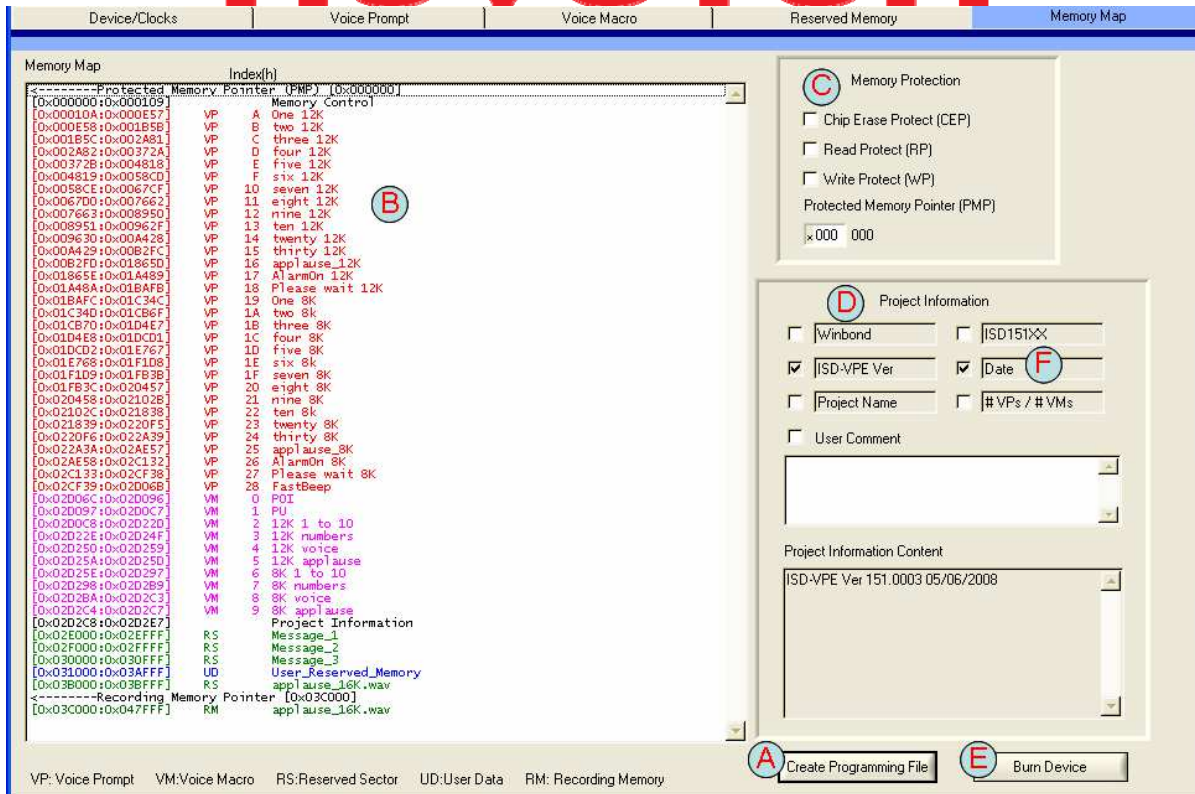 Device/Clocks Voice Prompt Voice Macro Reserved Memory Memory Map
Memory Map
Index(h)
<--------Protected Memory Pointer (PMP) [0x000000]
[0x000000:0x000109] Memory Control
[0x00010A:0x000E57] VP A One 12K
[0x000E58:0x001B5B] VP B two 12K
[0x001B5C:0x002A81] VP C three 12K
[0x002A82:0x00372A] VP D four 12K
[0x00372B:0x004818] VP E five 12K
[0x004819:0x0058CD] VP F six 12K
[0x0058CE:0x0067CF] VP 10 seven 12K
[0x0067D0:0x007662] VP 11 eight 12K
[0x007663:0x008950] VP 12 nine 12K
[0x008951:0x00962F] VP 13 ten 12K
[0x009630:0x00A428] VP 14 twenty 12K
[0x00A429:0x00B2FC] VP 15 thirty 12K
[0x00B2FD:0x01865D] VP 16 applause_12K
[0x01865E:0x01A489] VP 17 AlarmOn 12K
[0x01A48A:0x01BAFB] VP 18 Please wait 12K
[0x01BAFC:0x01C34C] VP 19 One 8K
[0x01C34D:0x01CB6F] VP 1A two 8k
[0x01CB70:0x01D4E7] VP 1B three 8K
[0x01D4E8:0x01DCD1] VP 1C four 8K
[0x01DCD2:0x01E767] VP 1D five 8K
[0x01E768:0x01F1D8] VP 1E six 8k
[0x01F1D9:0x01FB3B] VP 1F seven 8K
[0x01FB3C:0x020457] VP 20 eight 8K
[0x020458:0x02102B] VP 21 nine 8K
[0x02102C:0x021838] VP 22 ten 8k
[0x021839:0x0220F5] VP 23 twenty 8K
[0x0220F6:0x022A39] VP 24 thirty 8K
[0x022A3A:0x02AE57] VP 25 applause_8K
[0x02AE58:0x02C132] VP 26 AlarmOn 8K
[0x02C133:0x02CF38] VP 27 Please wait 8K
[0x02CF39:0x02D06B] VP 28 FastBeep
[0x02D06C:0x02D096] VM 0 POI
[0x02D097:0x02D0C7] VM 1 PU
[0x02D0C8:0x02D22D] VM 2 12K 1 to 10
[0x02D22E:0x02D24F] VM 3 12K numbers
[0x02D250:0x02D259] VM 4 12K voice
[0x02D25A:0x02D25D] VM 5 12K applause
[0x02D25E:0x02D297] VM 6 8K 1 to 10
[0x02D298:0x02D2B9] VM 7 8K numbers
[0x02D2BA:0x02D2C3] VM 8 8K voice
[0x02D2C4:0x02D2C7] VM 9 8K applause
[0x02D2C8:0x02D2E7] Project Information
[0x02E000:0x02EFFF] RS Message_1
[0x02F000:0x02FFFF] RS Message_2
[0x030000:0x030FFF] RS Message_3
[0x031000:0x03AFFF] UD User_Reserved_Memory
[0x03B000:0x03BFFF] RS applause_16K.wav
<--------Recording Memory Pointer [0x03C000]
[0x03C000:0x047FFF] RM applause_16K.wav
B
VP: Voice Prompt VM:Voice Macro RS:Reserved Sector UD:User Data RM: Recording Memory
C Memory Protection
Chip Erase Protect (CEP)
Read Protect (RP)
Write Protect (WP)
Protected Memory Pointer (PMP)
x000 000
D Project Information
Winbond ISD151XX
ISD-VPE Ver Date F
Project Name # VPs / # VMs
User Comment
Project Information Content
ISD-VPE Ver 151.0003 05/06/2008
A Create Programming File E Burn Device